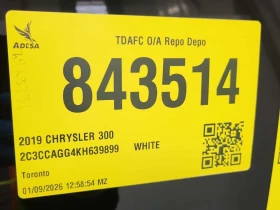 ADESA
TDAFC O/A Repo Depo
843514
2019 CHRYSLER 300
2C3CCAGG4KH639899 WHITE
Toronto
01/09/2026 12:58:54 MZ